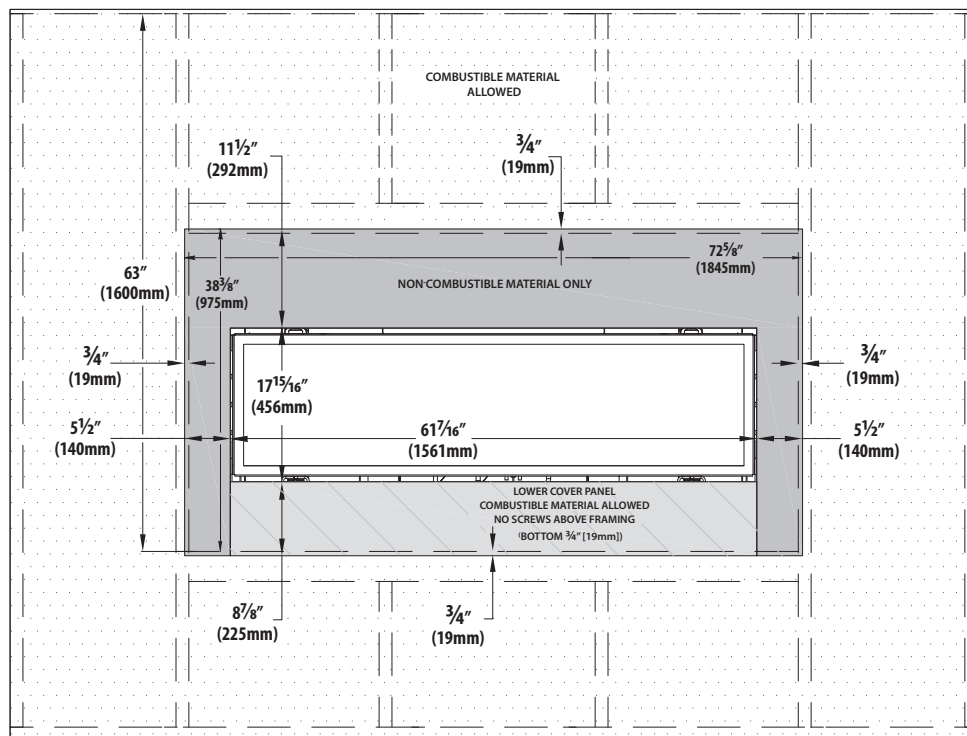 COMBUSTIBLE MATERIAL
ALLOWED
11½"
(292mm)
¾"
(19mm)
72⅝"
(1845mm)
63"
(1600mm)
38⅜"
(975mm)
NON-COMBUSTIBLE MATERIAL ONLY
¾"
(19mm)
17¹⁵⁄₁₆"
(456mm)
¾"
(19mm)
5½"
(140mm)
61⁷⁄₁₆"
(1561mm)
5½"
(140mm)
LOWER COVER PANEL
COMBUSTIBLE MATERIAL ALLOWED
NO SCREWS ABOVE FRAMING
(BOTTOM ¾" [19mm])
8⅞"
(225mm)
¾"
(19mm)